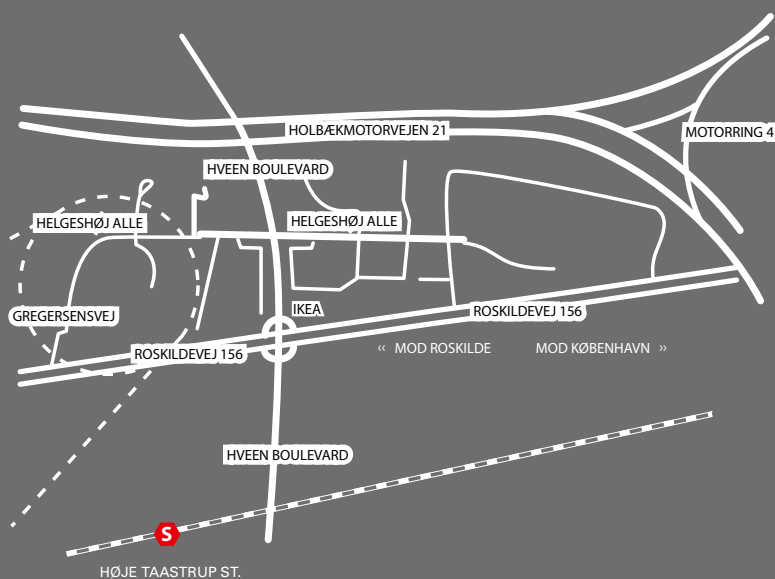 HOLBÆKMOTORVEJEN 21
MOTORRING 4
HVEEN BOULEVARD
HELGESHØJ ALLE
HELGESHØJ ALLE
IKEA
GREGERSENSVEJ
ROSKILDEVEJ 156
ROSKILDEVEJ 156
‹‹ MOD ROSKILDE
MOD KØBENHAVN ››
HVEEN BOULEVARD
S
HØJE TAASTRUP ST.